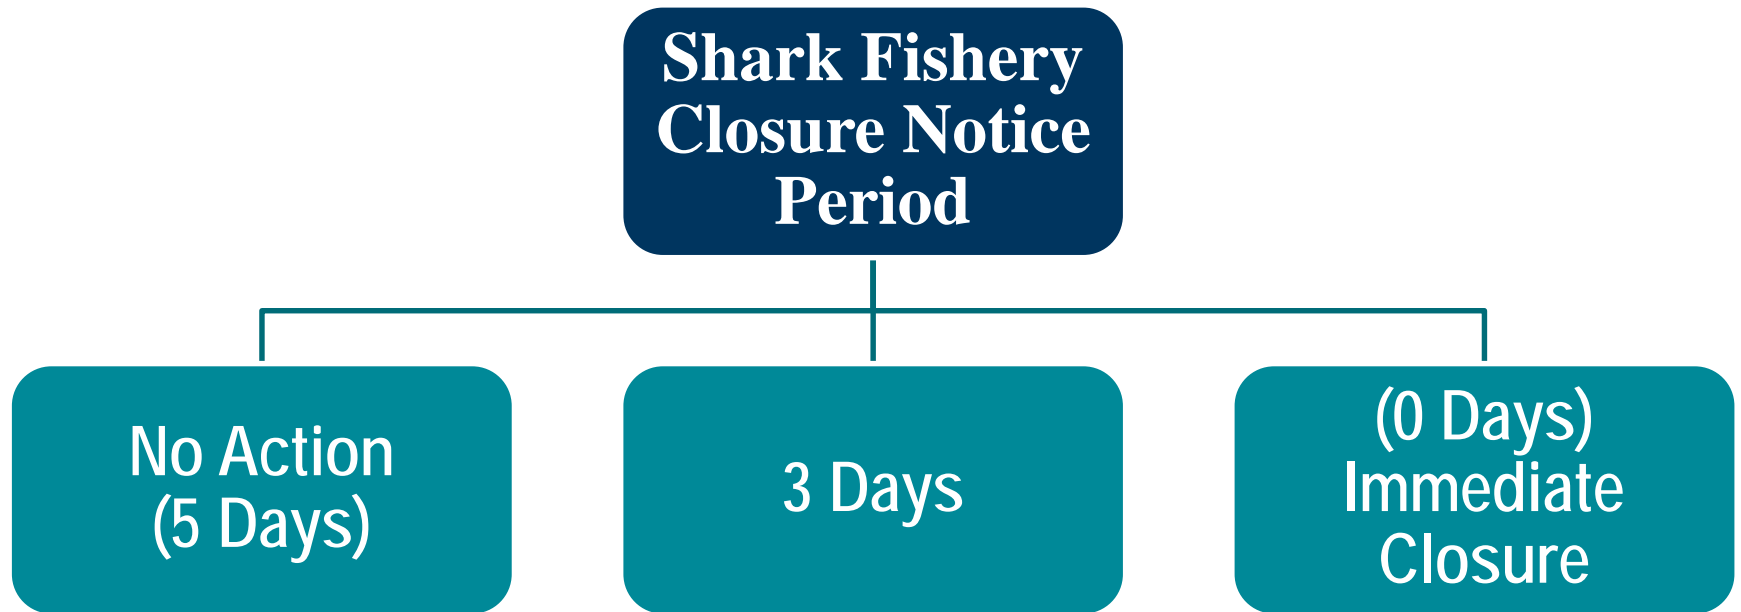 Shark Fishery
Closure Notice
Period
No Action
(5 Days)
3 Days
(0 Days)
Immediate
Closure